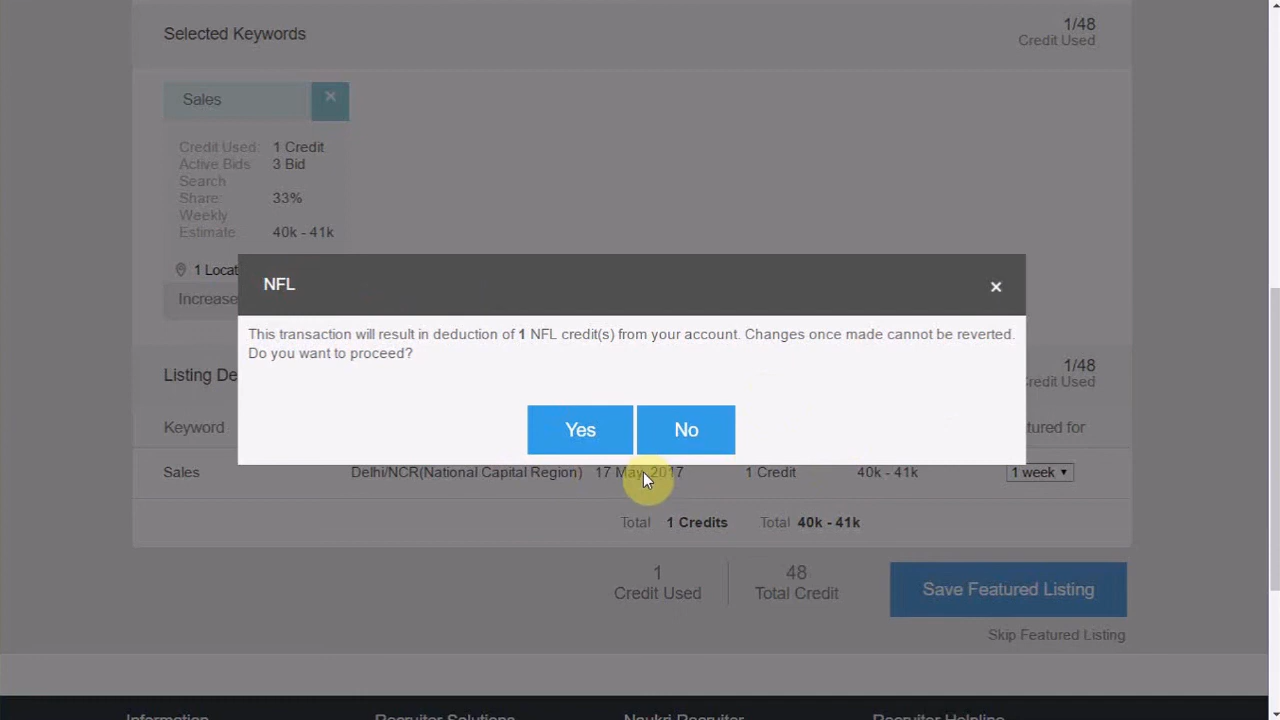 Selected Keywords
1/48
Credit Used
Sales ×
Credit Used: 1 Credit
Active Bids 3 Bid
Search
Share: 33%
Weekly
Estimate 40k - 41k
1 Locat
Increase
NFL ×
This transaction will result in deduction of 1 NFL credit(s) from your account. Changes once made cannot be reverted.
Do you want to proceed?
Yes No
Listing De
1/48
Credit Used
Keyword tured for
Sales Delhi/NCR(National Capital Region) 17 May, 2017 1 Credit 40k - 41k 1 week
Total 1 Credits Total 40k - 41k
1 48
Credit Used Total Credit
Save Featured Listing
Skip Featured Listing
Information Recruiter Solutions Naukri Recruiter Recruiter Helpline